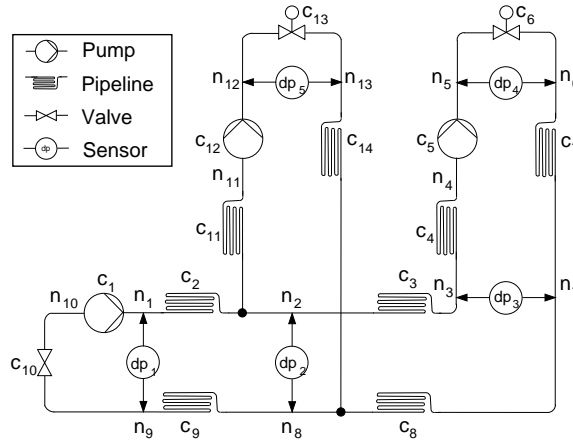 Pump
Pipeline
Valve
dp Sensor
c13
c6
n12
dp5
n13
n5
dp4
c12
c14
c5
n11
n4
c11
c4
c1
c2
n2
c3
n3
dp3
n10
n1
c10
dp1
dp2
n9
c9
n8
c8